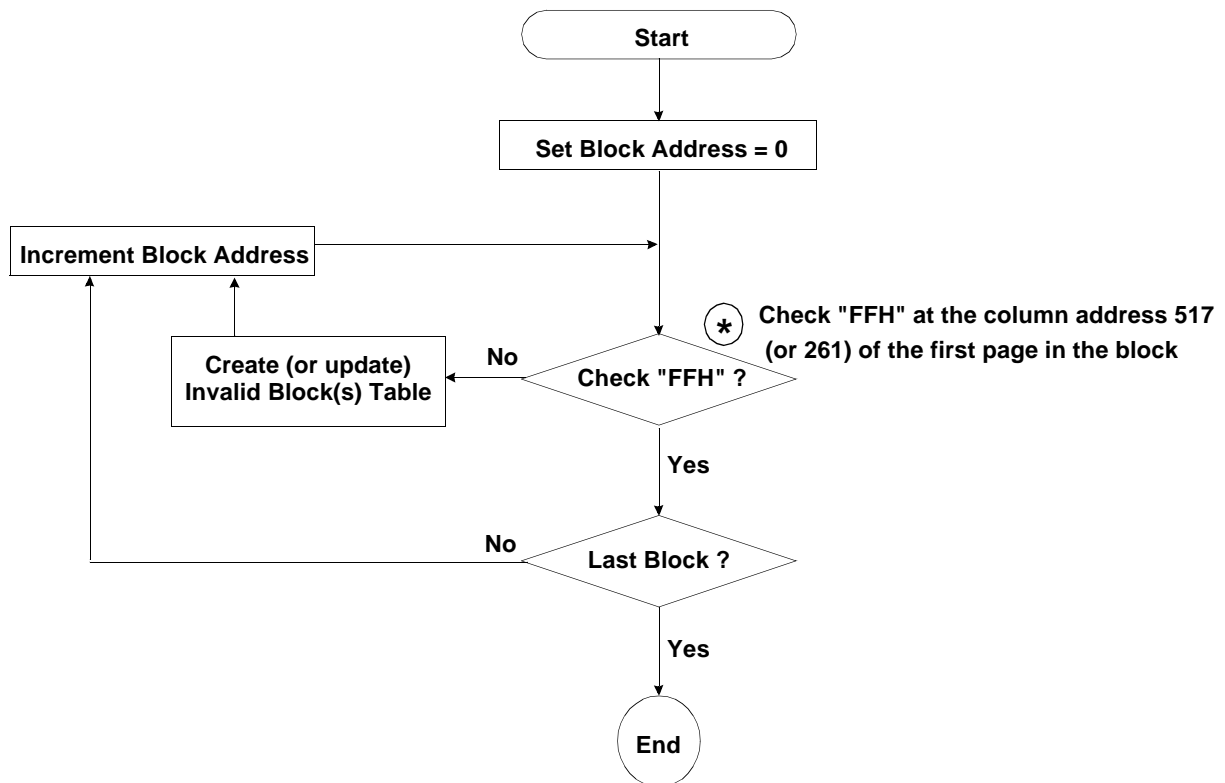 Start
Set Block Address = 0
Increment Block Address
* Check "FFH" at the column address 517
(or 261) of the first page in the block
No
Create (or update)
Invalid Block(s) Table
Check "FFH" ?
Yes
No
Last Block ?
Yes
End